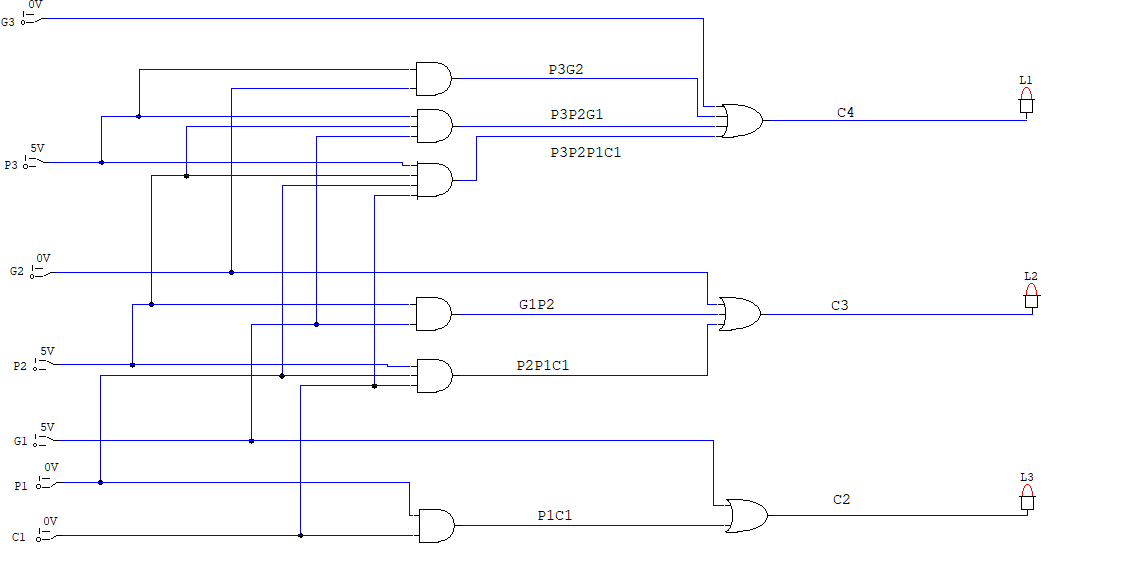 0V
G3
P3G2
L1
C4
P3P2G1
5V
P3
P3P2P1C1
0V
G2
L2
G1P2
C3
5V
P2
P2P1C1
5V
G1
0V
P1
L3
C2
P1C1
0V
C1